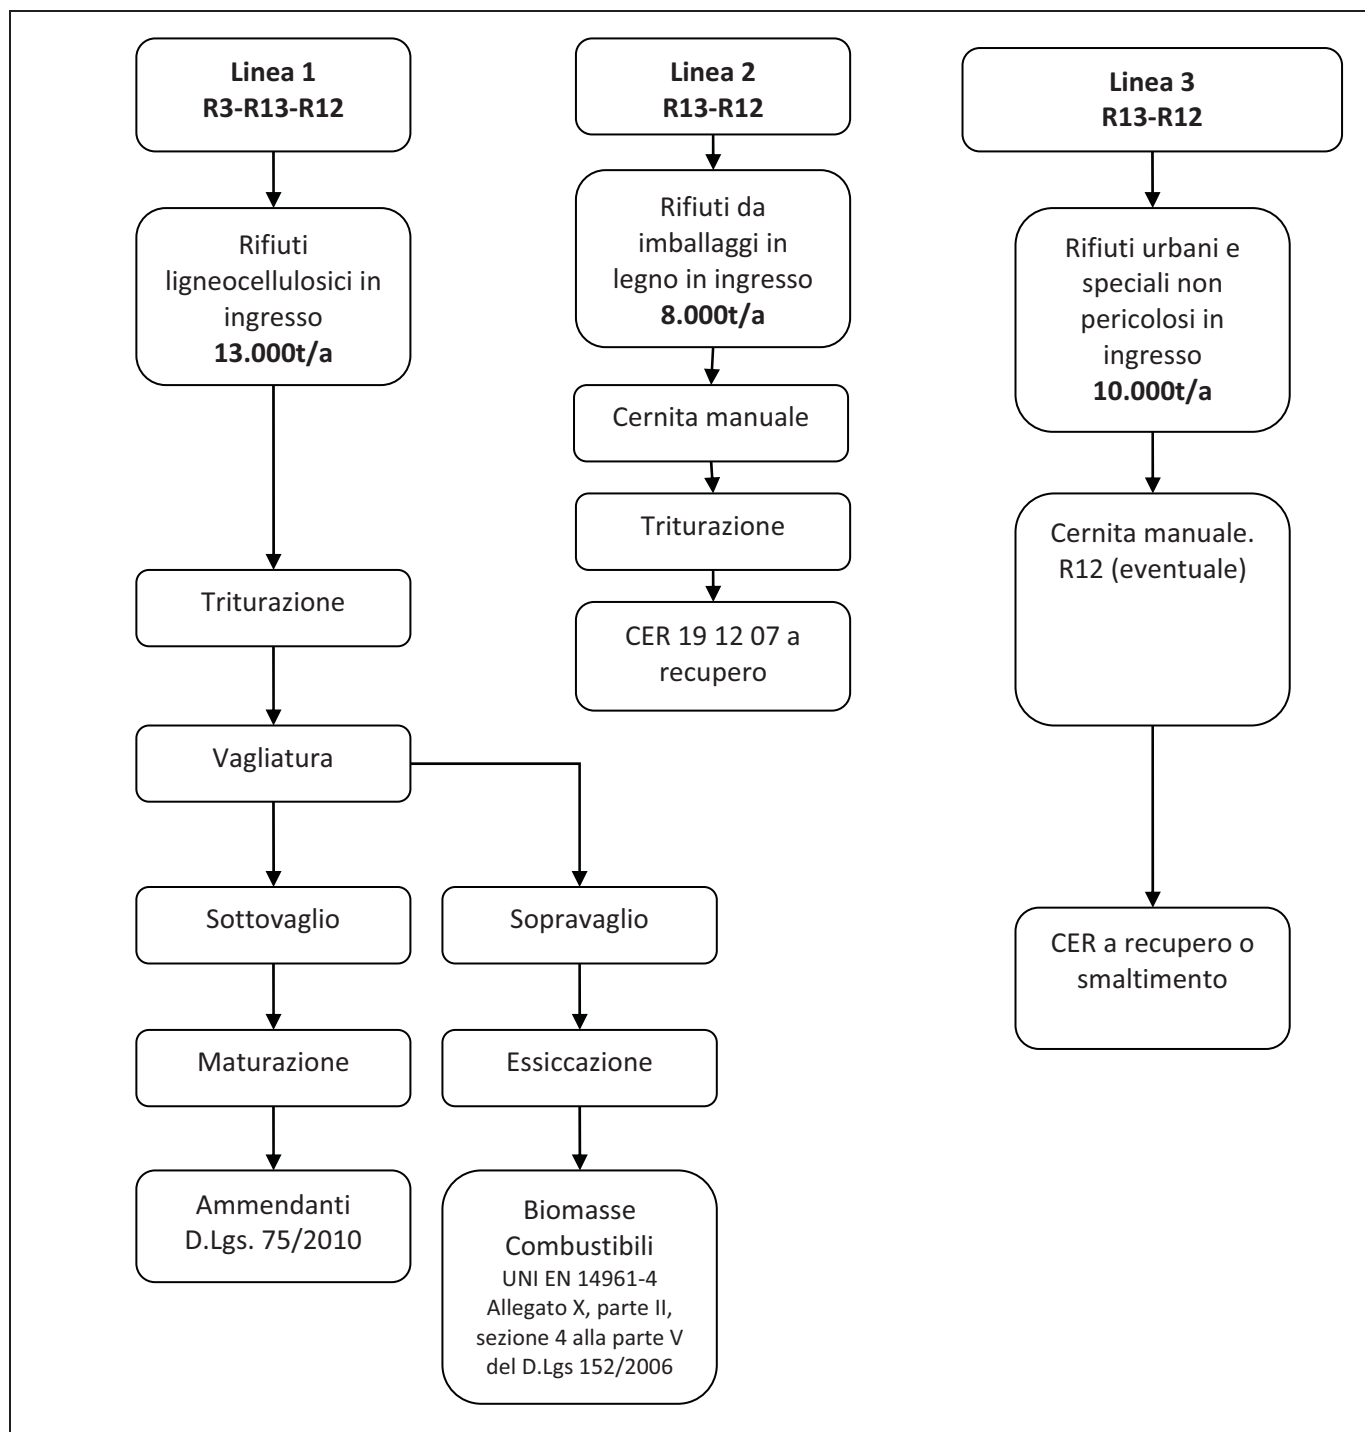 Linea 1
R3-R13-R12
Rifiuti
ligneocellulosici in
ingresso
13.000t/a
Triturazione
Vagliatura
Sottovaglio
Maturazione
Ammendanti
D.Lgs. 75/2010
Sopravaglio
Essiccazione
Biomasse
Combustibili
UNI EN 14961-4
Allegato X, parte II,
sezione 4 alla parte V
del D.Lgs 152/2006
Linea 2
R13-R12
Rifiuti da
imballaggi in
legno in ingresso
8.000t/a
Cernita manuale
Triturazione
CER 19 12 07 a
recupero
Linea 3
R13-R12
Rifiuti urbani e
speciali non
pericolosi in
ingresso
10.000t/a
Cernita manuale.
R12 (eventuale)
CER a recupero o
smaltimento